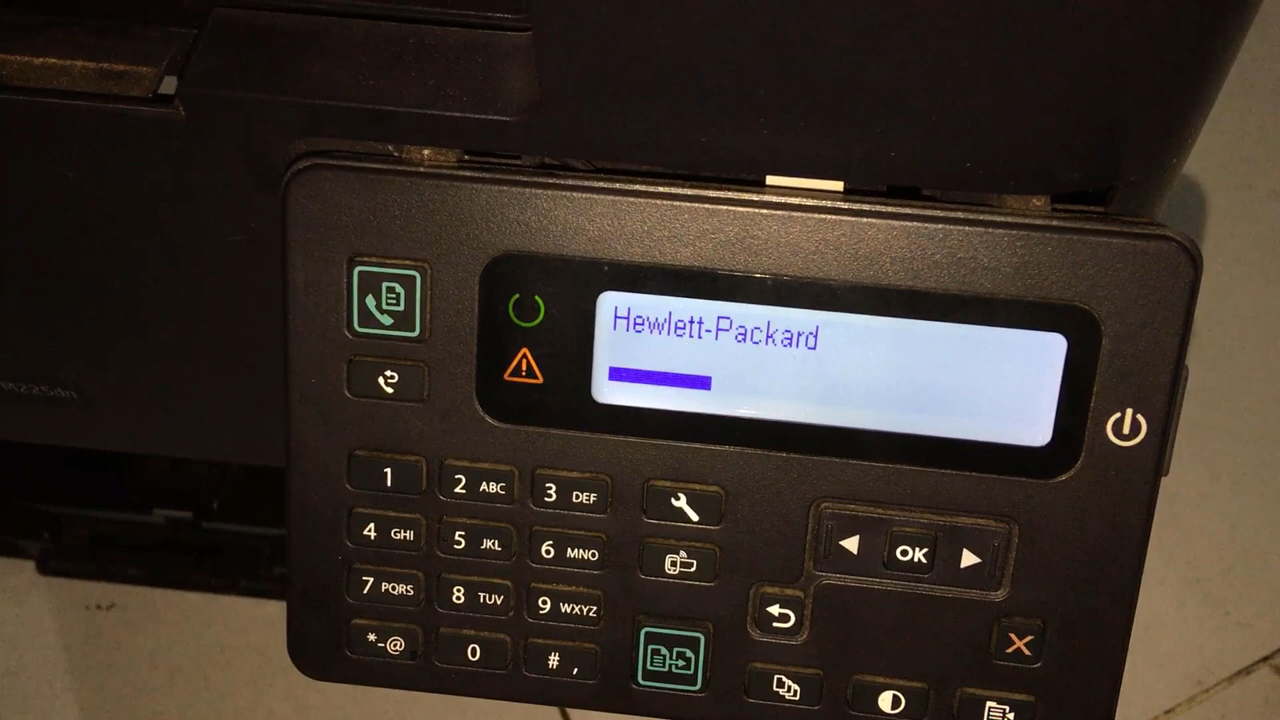 Hewlett-Packard
M225dn
1
2 ABC
3 DEF
4 GHI
5 JKL
6 MNO
7 PQRS
8 TUV
9 WXYZ
*-@
0
# ,
OK